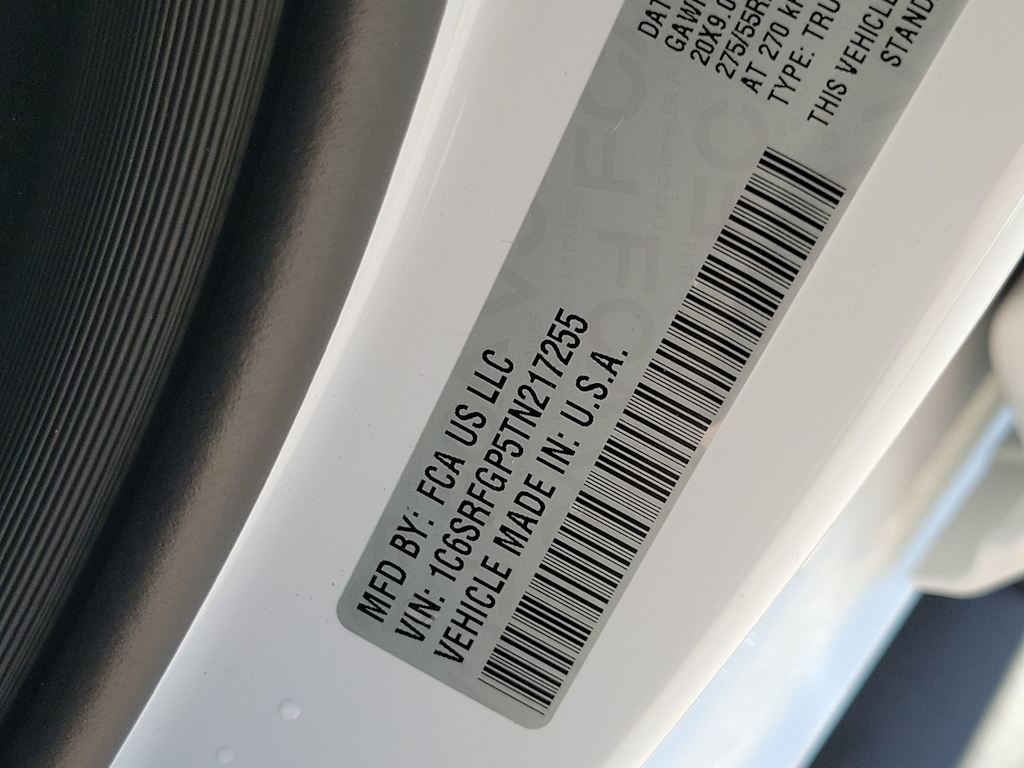 MFD BY: FCA US LLC
VIN: 1C6SRFGP5TN217255
VEHICLE MADE IN: U.S.A.
DAT
GAW
20X9.0
275/55R
AT 270 k
TYPE: TRU
THIS VEHICLE
STAND